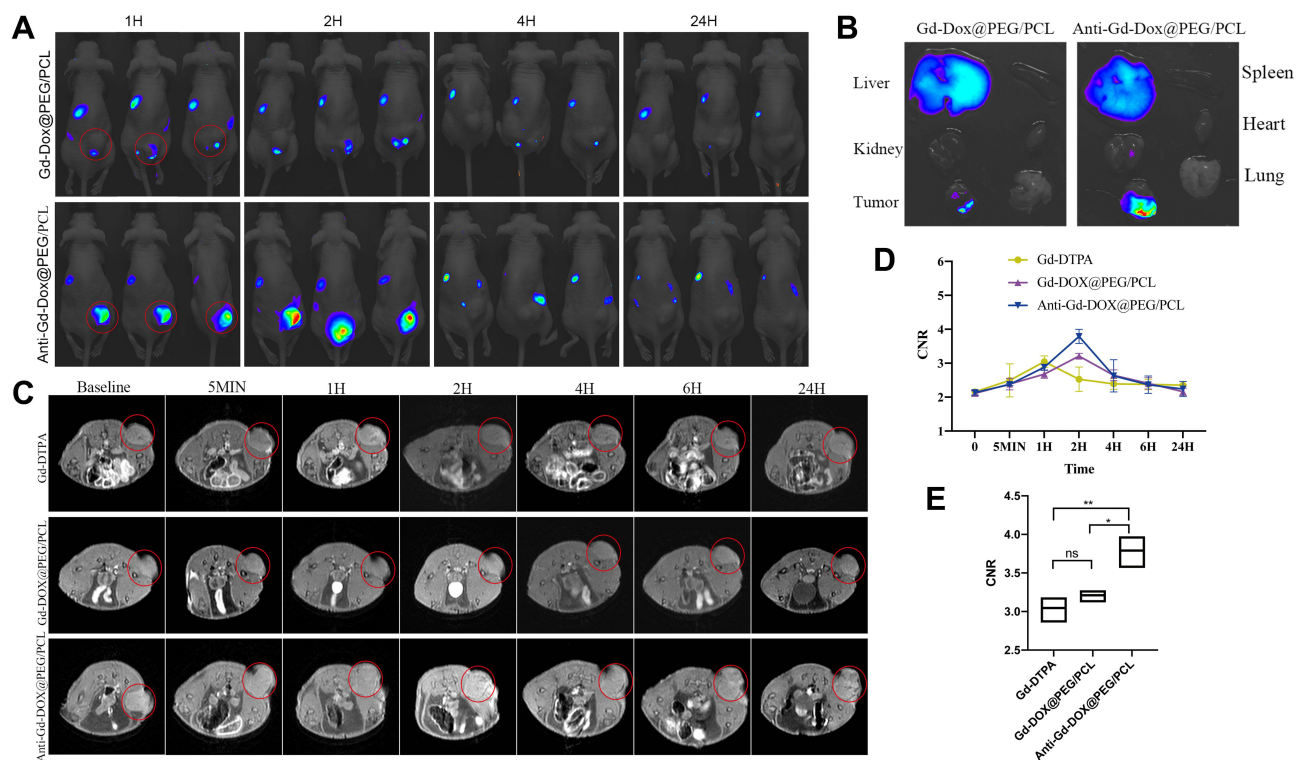 A
1H 2H 4H 24H
Gd-Dox@PEG/PCL
Anti-Gd-Dox@PEG/PCL
B
Gd-Dox@PEG/PCL Anti-Gd-Dox@PEG/PCL
Liver
Kidney
Tumor
Spleen
Heart
Lung
C
Baseline 5MIN 1H 2H 4H 6H 24H
Gd-DTPA
Gd-DOX@PEG/PCL
Anti-Gd-DOX@PEG/PCL
D
Gd-DTPA
Gd-DOX@PEG/PCL
Anti-Gd-DOX@PEG/PCL
CNR
6
5
4
3
2
1
0 5MIN 1H 2H 4H 6H 24H
Time
E
CNR
4.5
4.0
3.5
3.0
2.5
**
*
ns
Gd-DTPA
Gd-DOX@PEG/PCL
Anti-Gd-DOX@PEG/PCL